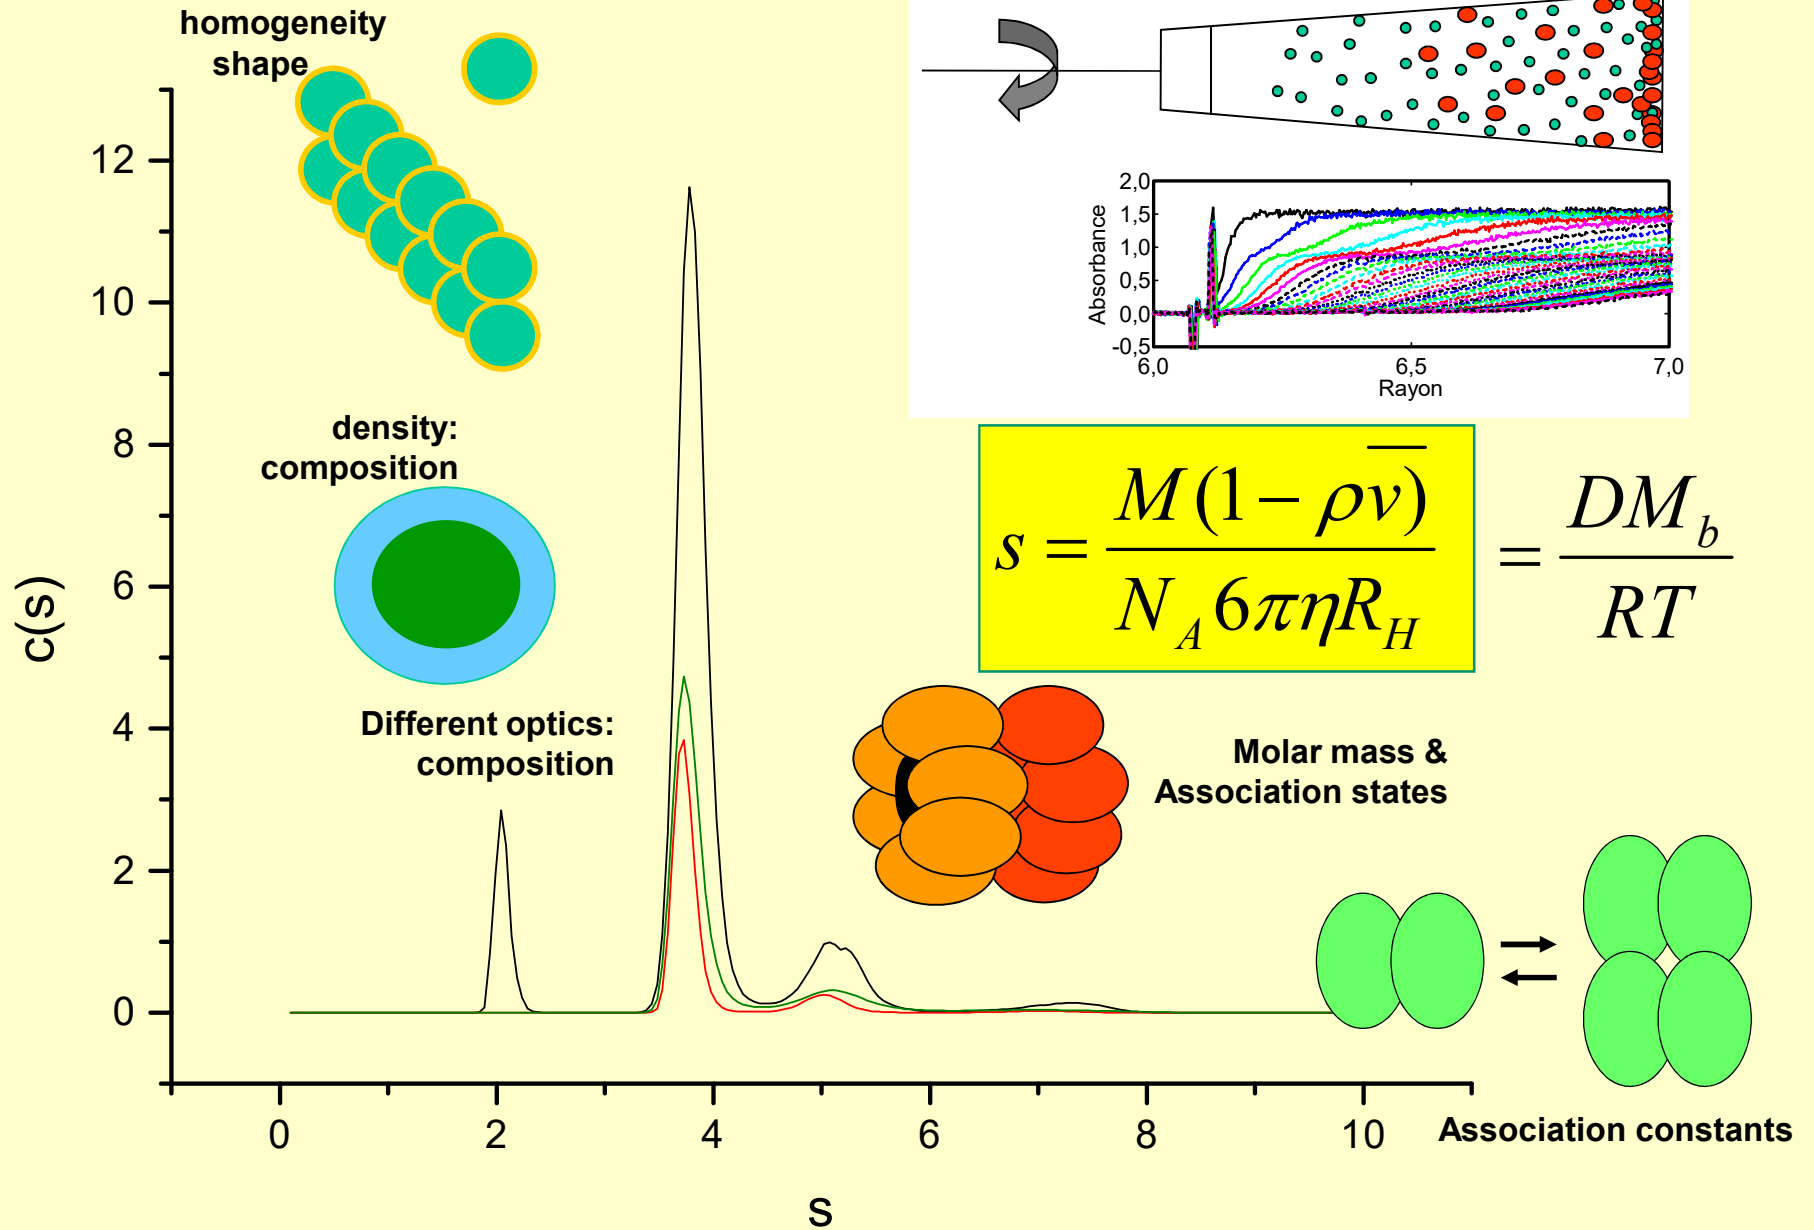 homogeneity
shape
2,0
1,5
1,0
0,5
0,0
-0,5
Absorbance
6,0 6,5 7,0
Rayon
density:
composition
s = M(1 − ρv̅) / N_A 6πηR_H = DM_b / RT
Different optics:
composition
Molar mass &
Association states
12
10
8
6
4
2
0
c(s)
0 2 4 6 8 10
Association constants
s